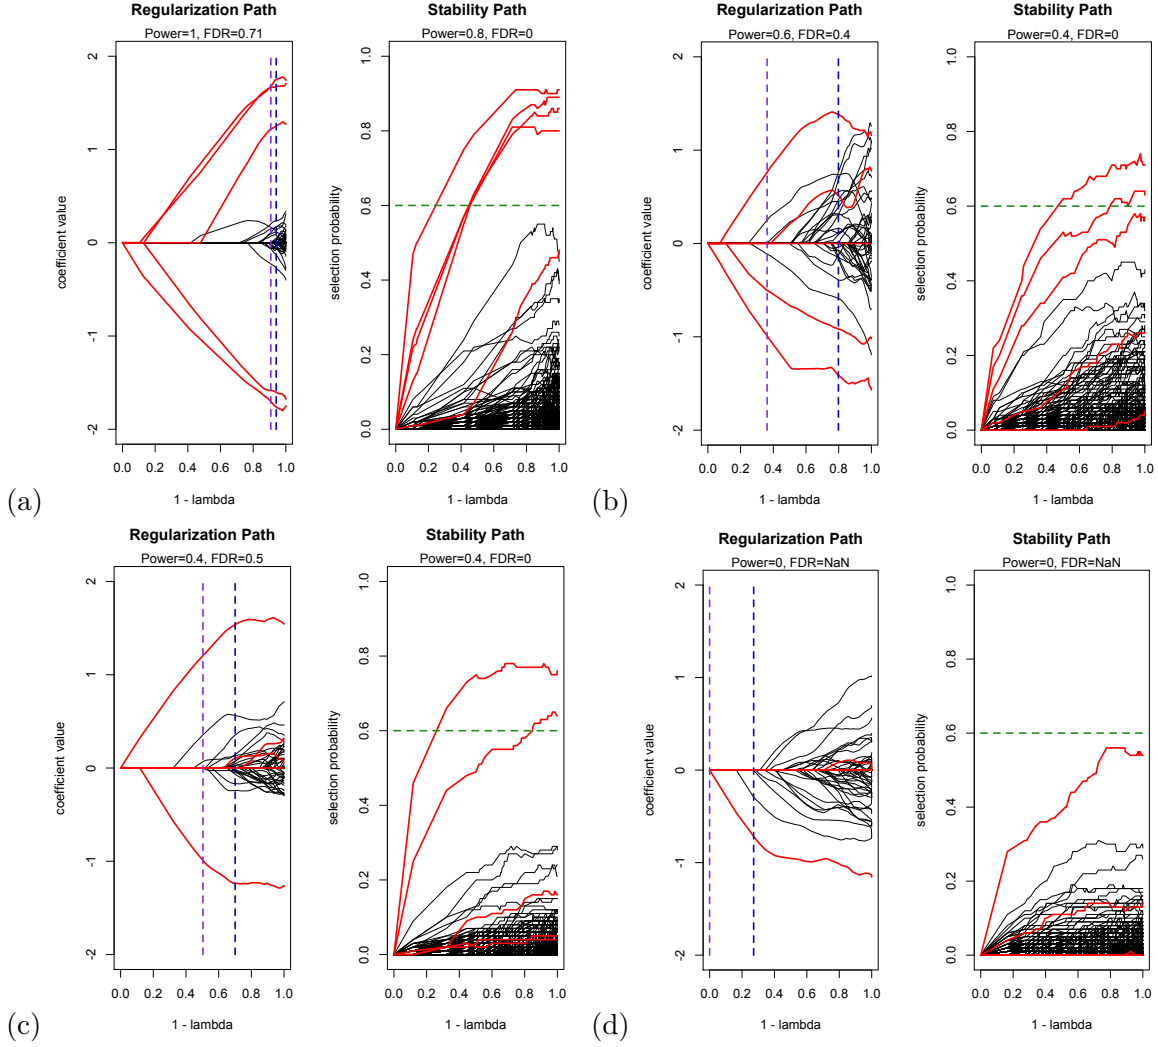 Regularization Path
Power=1, FDR=0.71
coefficient value
2
1
0
-1
-2
0.0 0.2 0.4 0.6 0.8 1.0
1 - lambda
Stability Path
Power=0.8, FDR=0
selection probability
1.0
0.8
0.6
0.4
0.2
0.0
0.0 0.2 0.4 0.6 0.8 1.0
1 - lambda
(a)
Regularization Path
Power=0.6, FDR=0.4
coefficient value
2
1
0
-1
-2
0.0 0.2 0.4 0.6 0.8 1.0
1 - lambda
Stability Path
Power=0.4, FDR=0
selection probability
1.0
0.8
0.6
0.4
0.2
0.0
0.0 0.2 0.4 0.6 0.8 1.0
1 - lambda
(b)
Regularization Path
Power=0.4, FDR=0.5
coefficient value
2
1
0
-1
-2
0.0 0.2 0.4 0.6 0.8 1.0
1 - lambda
Stability Path
Power=0.4, FDR=0
selection probability
1.0
0.8
0.6
0.4
0.2
0.0
0.0 0.2 0.4 0.6 0.8 1.0
1 - lambda
(c)
Regularization Path
Power=0, FDR=NaN
coefficient value
2
1
0
-1
-2
0.0 0.2 0.4 0.6 0.8 1.0
1 - lambda
Stability Path
Power=0, FDR=NaN
selection probability
1.0
0.8
0.6
0.4
0.2
0.0
0.0 0.2 0.4 0.6 0.8 1.0
1 - lambda
(d)